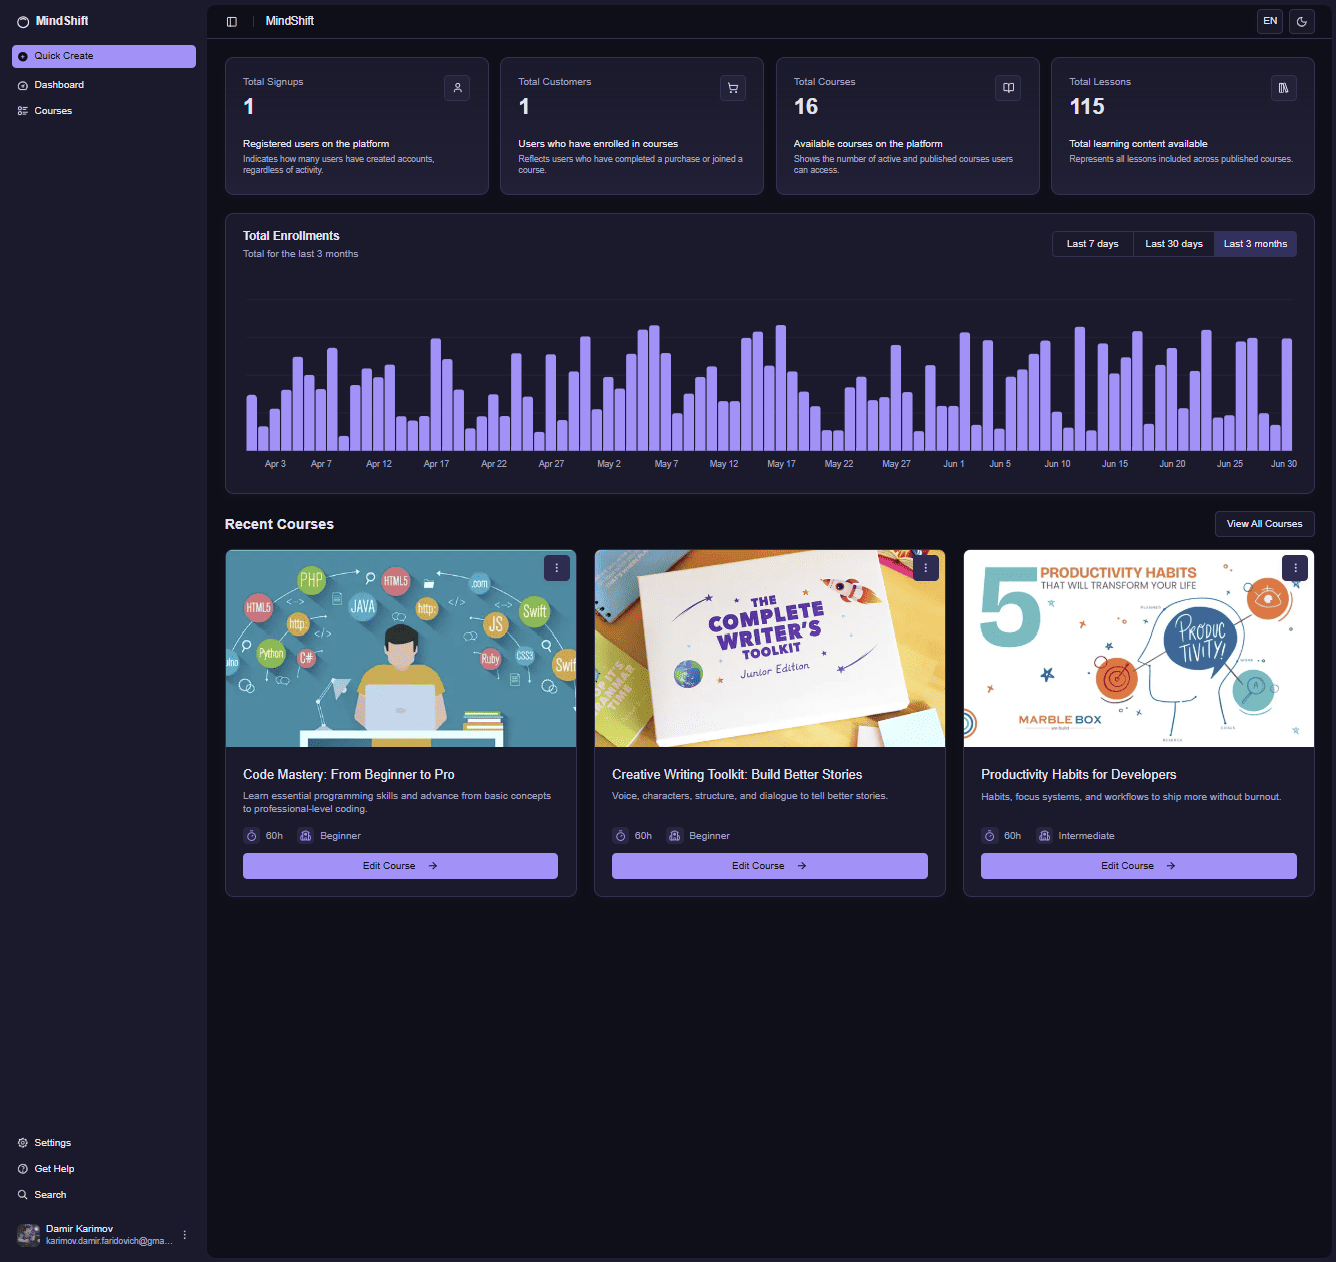 MindShift
Quick Create
Dashboard
Courses
MindShift
EN
Total Signups
1
Registered users on the platform
Indicates how many users have created accounts,
regardless of activity.
Total Customers
1
Users who have enrolled in courses
Reflects users who have completed a purchase or joined a
course.
Total Courses
16
Available courses on the platform
Shows the number of active and published courses users
can access.
Total Lessons
115
Total learning content available
Represents all lessons included across published courses.
Total Enrollments
Total for the last 3 months
Last 7 days
Last 30 days
Last 3 months
Apr 3 Apr 7 Apr 12 Apr 17 Apr 22 Apr 27 May 2 May 7 May 12 May 17 May 22 May 27 Jun 1 Jun 5 Jun 10 Jun 15 Jun 20 Jun 25 Jun 30
Recent Courses
View All Courses
PHP
HTML5
.com
HTML5
JAVA
http:
Swift
http:
JS
Python
C#
Ruby
CSS3
Swif
THE
COMPLETE
WRITER'S
TOOLKIT
Junior Edition
GRAMMAR
TIME
5
PRODUCTIVITY HABITS
THAT WILL TRANSFORM YOUR LIFE
PLANNER
PRODUC
TIVITY!
WORK
MARBLE BOX
GOALS
RESEARCH
Code Mastery: From Beginner to Pro
Learn essential programming skills and advance from basic concepts
to professional-level coding.
60h
Beginner
Edit Course
Creative Writing Toolkit: Build Better Stories
Voice, characters, structure, and dialogue to tell better stories.
60h
Beginner
Edit Course
Productivity Habits for Developers
Habits, focus systems, and workflows to ship more without burnout.
60h
Intermediate
Edit Course
Settings
Get Help
Search
Damir Karimov
karimov.damir.faridovich@gma...